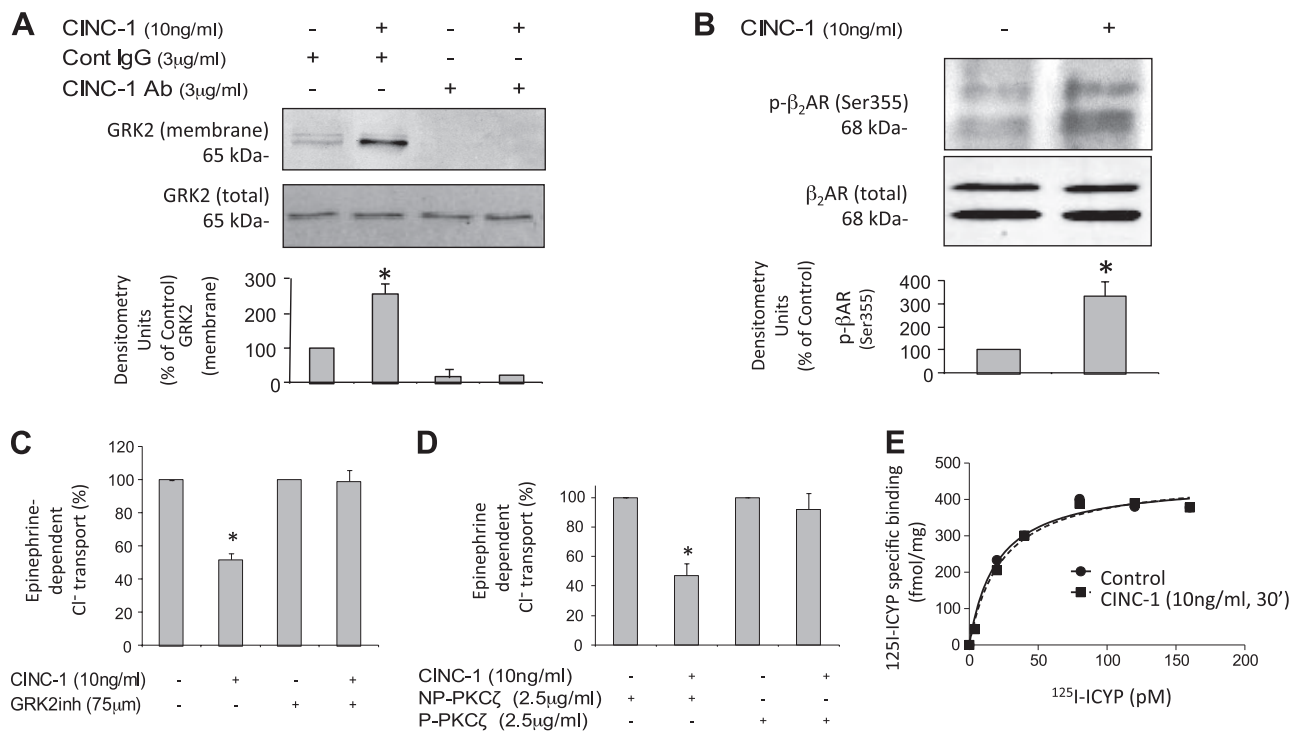 A
CINC-1 (10ng/ml) - + - +
Cont IgG (3μg/ml) + + - -
CINC-1 Ab (3μg/ml) - - + +
GRK2 (membrane)
65 kDa-
GRK2 (total)
65 kDa-
Densitometry
Units
(% of Control)
GRK2
(membrane)
300
200
100
0
*
B
CINC-1 (10ng/ml) - +
p-β₂AR (Ser355)
68 kDa-
β₂AR (total)
68 kDa-
Densitometry
Units
(% of Control)
p-βAR
(Ser355)
400
300
200
100
0
*
C
Epinephrine-
dependent
Cl⁻ transport (%)
120
100
80
60
40
20
0
*
CINC-1 (10ng/ml) - + - +
GRK2inh (75μm) - - + +
D
Epinephrine
dependent
Cl⁻ transport (%)
100
80
60
40
20
0
*
CINC-1 (10ng/ml) - + - +
NP-PKCζ (2.5μg/ml) + + - -
P-PKCζ (2.5μg/ml) - - + +
E
125I-ICYP specific binding
(fmol/mg)
500
400
300
200
100
0
Control
CINC-1 (10ng/ml, 30')
0 50 100 150 200
¹²⁵I-ICYP (pM)